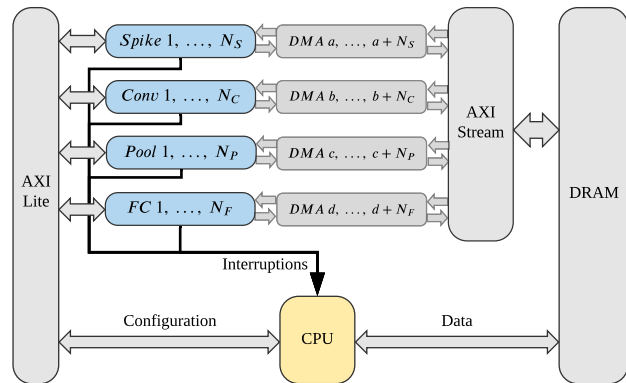 Spike 1, …, N_S
DMA a, …, a + N_S
Conv 1, …, N_C
DMA b, …, b + N_C
AXI
Stream
Pool 1, …, N_P
DMA c, …, c + N_P
AXI
Lite
DRAM
FC 1, …, N_F
DMA d, …, d + N_F
Interruptions
Configuration
CPU
Data